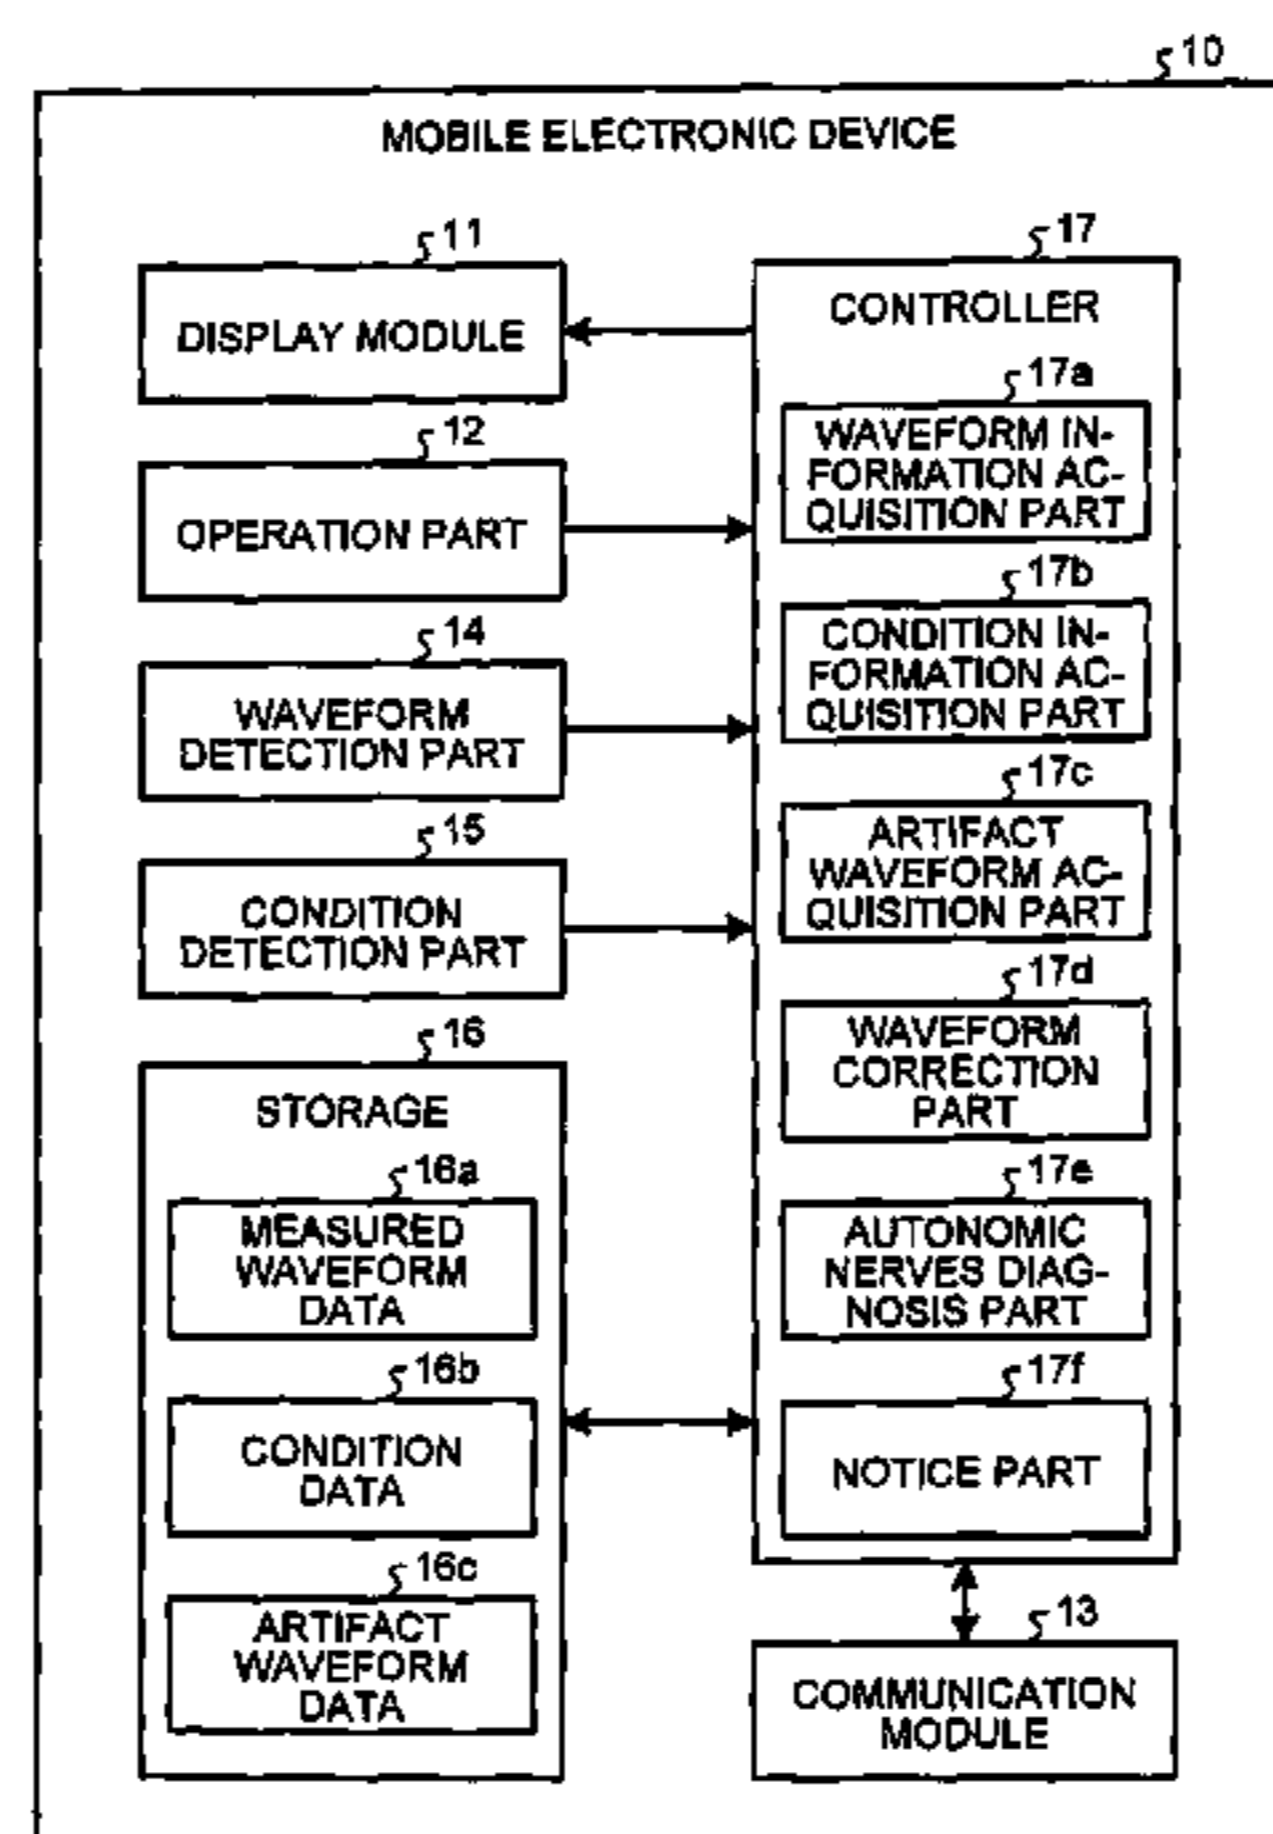 10
MOBILE ELECTRONIC DEVICE
11
DISPLAY MODULE
12
OPERATION PART
14
WAVEFORM
DETECTION PART
15
CONDITION
DETECTION PART
16
STORAGE
16a
MEASURED
WAVEFORM
DATA
16b
CONDITION
DATA
16c
ARTIFACT
WAVEFORM
DATA
17
CONTROLLER
17a
WAVEFORM IN-
FORMATION AC-
QUISITION PART
17b
CONDITION IN-
FORMATION AC-
QUISITION PART
17c
ARTIFACT
WAVEFORM AC-
QUISITION PART
17d
WAVEFORM
CORRECTION
PART
17e
AUTONOMIC
NERVES DIAG-
NOSIS PART
17f
NOTICE PART
13
COMMUNICATION
MODULE